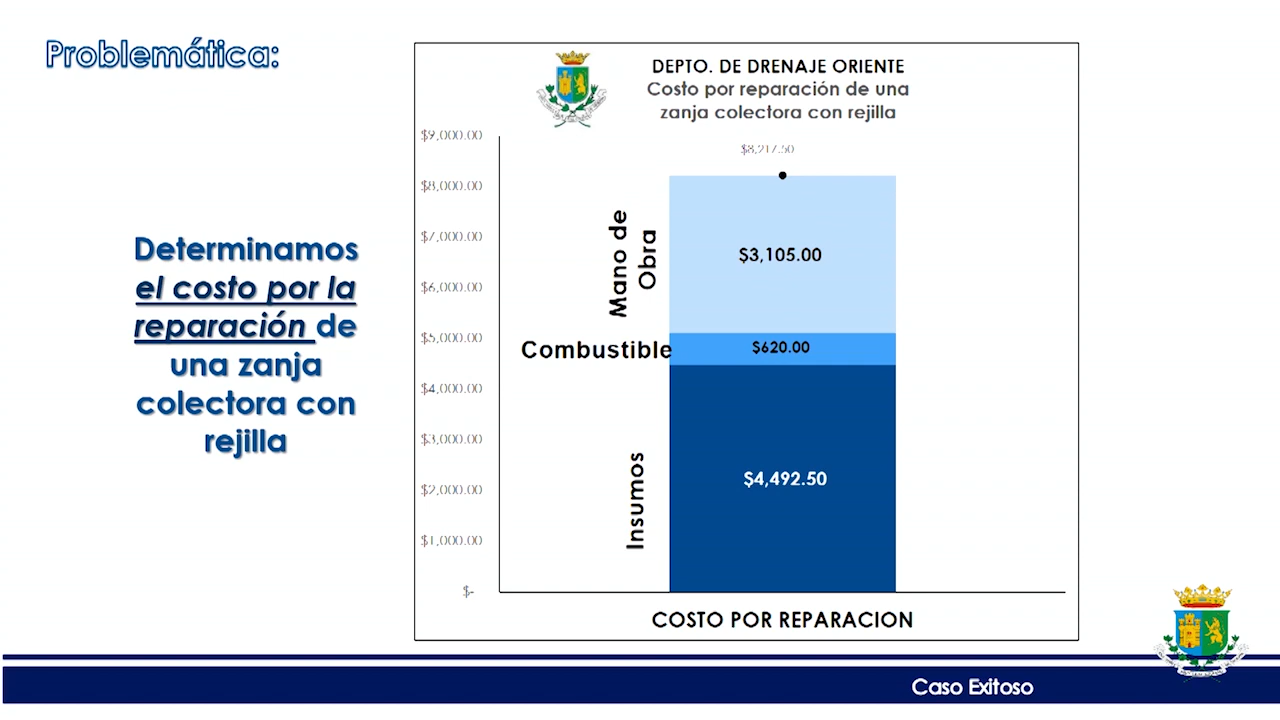 Problemática:
Determinamos
el costo por la
reparación de
una zanja
colectora con
rejilla
DEPTO. DE DRENAJE ORIENTE
Costo por reparación de una
zanja colectora con rejilla
$9,000.00
$8,000.00
$7,000.00
$6,000.00
$5,000.00
$4,000.00
$3,000.00
$2,000.00
$1,000.00
$-
$8,217.50
Mano de
Obra
$3,105.00
Combustible
$620.00
Insumos
$4,492.50
COSTO POR REPARACION
Caso Exitoso